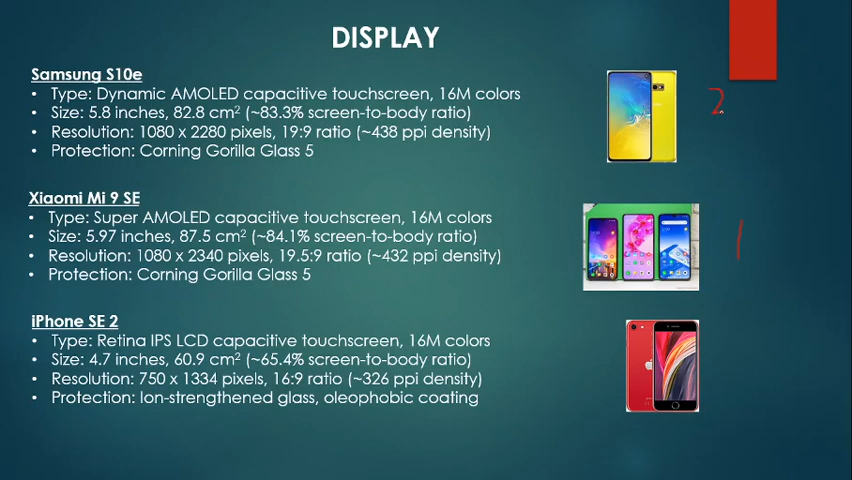 DISPLAY
Samsung S10e
• Type: Dynamic AMOLED capacitive touchscreen, 16M colors
• Size: 5.8 inches, 82.8 cm² (~83.3% screen-to-body ratio)
• Resolution: 1080 x 2280 pixels, 19:9 ratio (~438 ppi density)
• Protection: Corning Gorilla Glass 5
2
Xiaomi Mi 9 SE
• Type: Super AMOLED capacitive touchscreen, 16M colors
• Size: 5.97 inches, 87.5 cm² (~84.1% screen-to-body ratio)
• Resolution: 1080 x 2340 pixels, 19.5:9 ratio (~432 ppi density)
• Protection: Corning Gorilla Glass 5
1
iPhone SE 2
• Type: Retina IPS LCD capacitive touchscreen, 16M colors
• Size: 4.7 inches, 60.9 cm² (~65.4% screen-to-body ratio)
• Resolution: 750 x 1334 pixels, 16:9 ratio (~326 ppi density)
• Protection: Ion-strengthened glass, oleophobic coating